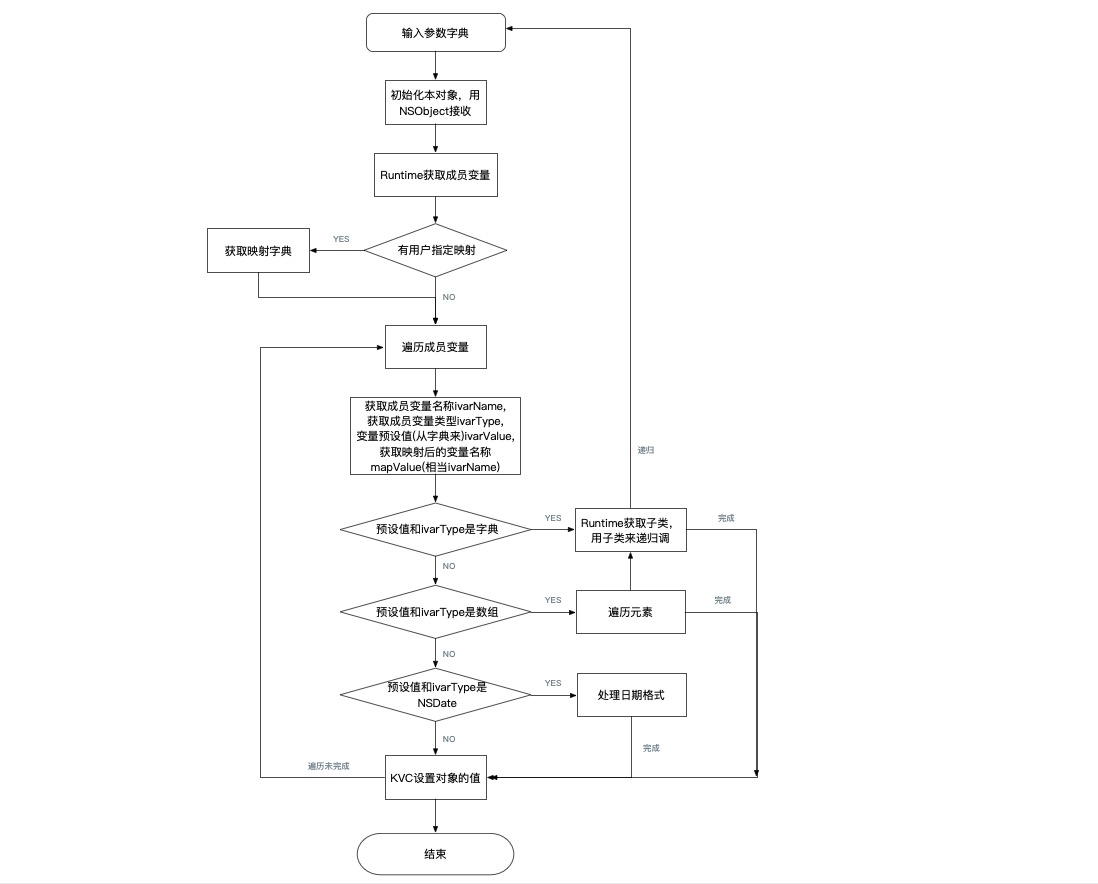 输入参数字典
初始化本对象，用
NSObject接收
Runtime获取成员变量
有用户指定映射
YES
获取映射字典
NO
遍历成员变量
获取成员变量名称ivarName,
获取成员变量类型ivarType,
变量预设值(从字典来)ivarValue,
获取映射后的变量名称
mapValue(相当ivarName)
递归
预设值和ivarType是字典
YES
Runtime获取子类，
用子类来递归调
完成
NO
预设值和ivarType是数组
YES
遍历元素
完成
NO
预设值和ivarType是
NSDate
YES
处理日期格式
完成
NO
KVC设置对象的值
遍历未完成
结束